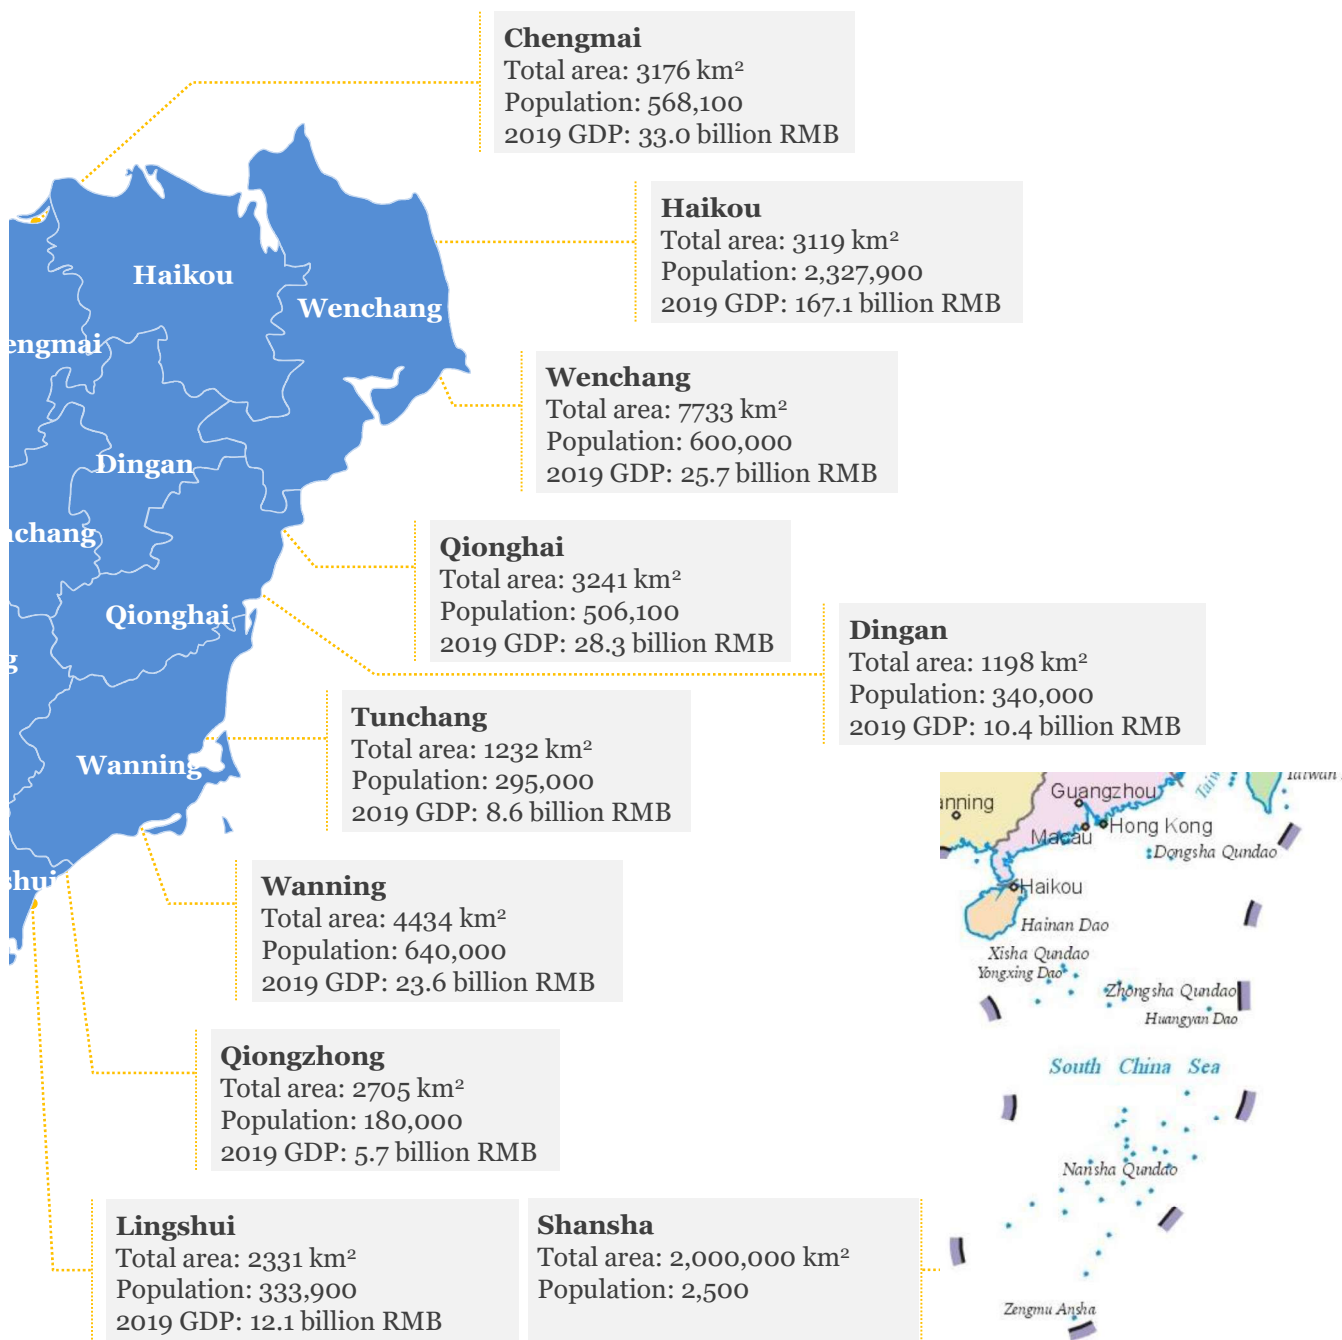 Chengmai
Total area: 3176 km²
Population: 568,100
2019 GDP: 33.0 billion RMB
Haikou
Total area: 3119 km²
Population: 2,327,900
2019 GDP: 167.1 billion RMB
Haikou
Wenchang
engmai
Wenchang
Total area: 7733 km²
Population: 600,000
2019 GDP: 25.7 billion RMB
Dingan
nchang
Qionghai
Total area: 3241 km²
Population: 506,100
2019 GDP: 28.3 billion RMB
Qionghai
g
Dingan
Total area: 1198 km²
Population: 340,000
2019 GDP: 10.4 billion RMB
Tunchang
Total area: 1232 km²
Population: 295,000
2019 GDP: 8.6 billion RMB
Wanning
Wanning
Total area: 4434 km²
Population: 640,000
2019 GDP: 23.6 billion RMB
shui
Qiongzhong
Total area: 2705 km²
Population: 180,000
2019 GDP: 5.7 billion RMB
Lingshui
Total area: 2331 km²
Population: 333,900
2019 GDP: 12.1 billion RMB
Shansha
Total area: 2,000,000 km²
Population: 2,500
Taiwan
Taiw
Guangzhou
anning
Macau
Hong Kong
Dongsha Qundao
Haikou
Hainan Dao
Xisha Qundao
Yongxing Dao
Zhongsha Qundao
Huangyan Dao
South China Sea
Nansha Qundao
Zengmu Ansha